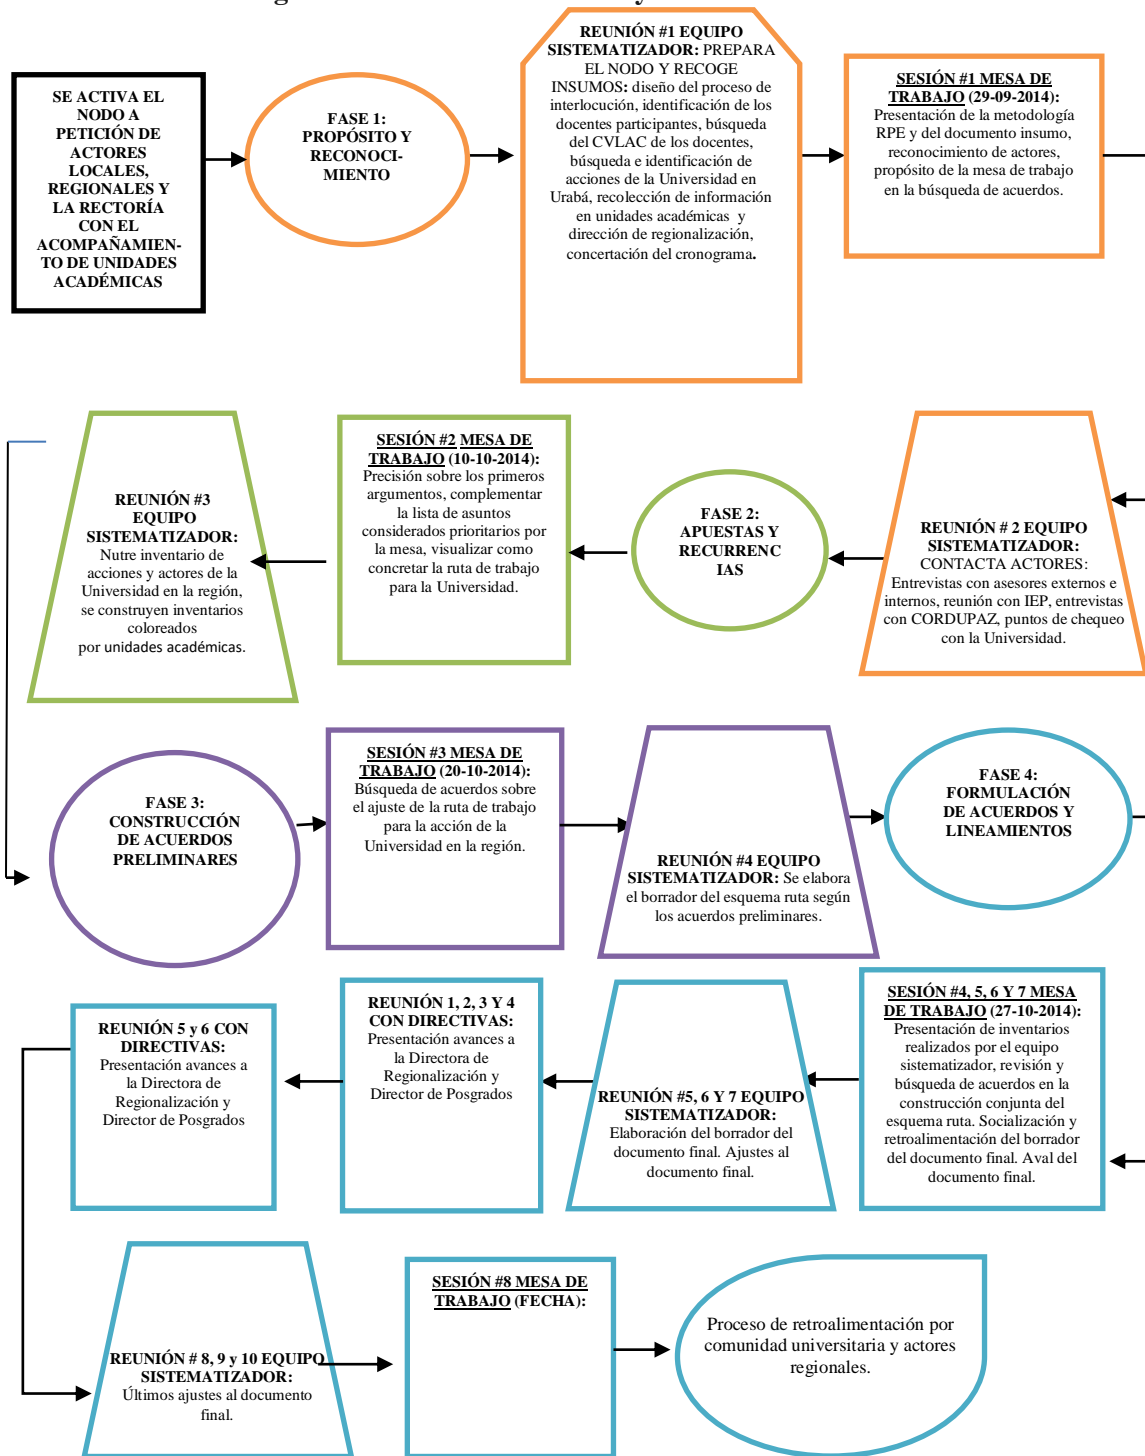 SE ACTIVA EL
NODO A
PETICIÓN DE
ACTORES
LOCALES,
REGIONALES Y
LA RECTORÍA
CON EL
ACOMPAÑAMIEN-
TO DE UNIDADES
ACADÉMICAS
FASE 1:
PROPÓSITO Y
RECONOCI-
MIENTO
REUNIÓN #1 EQUIPO
SISTEMATIZADOR: PREPARA
EL NODO Y RECOGE
INSUMOS: diseño del proceso de
interlocución, identificación de los
docentes participantes, búsqueda
del CVLAC de los docentes,
búsqueda e identificación de
acciones de la Universidad en
Urabá, recolección de información
en unidades académicas y
dirección de regionalización,
concertación del cronograma.
SESIÓN #1 MESA DE
TRABAJO (29-09-2014):
Presentación de la metodología
RPE y del documento insumo,
reconocimiento de actores,
propósito de la mesa de trabajo
en la búsqueda de acuerdos.
REUNIÓN # 2 EQUIPO
SISTEMATIZADOR:
CONTACTA ACTORES:
Entrevistas con asesores externos e
internos, reunión con IEP, entrevistas
con CORDUPAZ, puntos de chequeo
con la Universidad.
FASE 2:
APUESTAS Y
RECURRENC
IAS
SESIÓN #2 MESA DE
TRABAJO (10-10-2014):
Precisión sobre los primeros
argumentos, complementar
la lista de asuntos
considerados prioritarios por
la mesa, visualizar como
concretar la ruta de trabajo
para la Universidad.
REUNIÓN #3
EQUIPO
SISTEMATIZADOR:
Nutre inventario de
acciones y actores de la
Universidad en la región,
se construyen inventarios
coloreados
por unidades académicas.
FASE 3:
CONSTRUCCIÓN
DE ACUERDOS
PRELIMINARES
SESIÓN #3 MESA DE
TRABAJO (20-10-2014):
Búsqueda de acuerdos sobre
el ajuste de la ruta de trabajo
para la acción de la
Universidad en la región.
REUNIÓN #4 EQUIPO
SISTEMATIZADOR: Se elabora
el borrador del esquema ruta según
los acuerdos preliminares.
FASE 4:
FORMULACIÓN
DE ACUERDOS Y
LINEAMIENTOS
SESIÓN #4, 5, 6 Y 7 MESA
DE TRABAJO (27-10-2014):
Presentación de inventarios
realizados por el equipo
sistematizador, revisión y
búsqueda de acuerdos en la
construcción conjunta del
esquema ruta. Socialización y
retroalimentación del borrador
del documento final. Aval del
documento final.
REUNIÓN #5, 6 Y 7 EQUIPO
SISTEMATIZADOR:
Elaboración del borrador del
documento final. Ajustes al
documento final.
REUNIÓN 1, 2, 3 Y 4
CON DIRECTIVAS:
Presentación avances a
la Directora de
Regionalización y
Director de Posgrados
REUNIÓN 5 y 6 CON
DIRECTIVAS:
Presentación avances a
la Directora de
Regionalización y
Director de Posgrados
REUNIÓN # 8, 9 y 10 EQUIPO
SISTEMATIZADOR:
Últimos ajustes al documento
final.
SESIÓN #8 MESA DE
TRABAJO (FECHA):
Proceso de retroalimentación por
comunidad universitaria y actores
regionales.